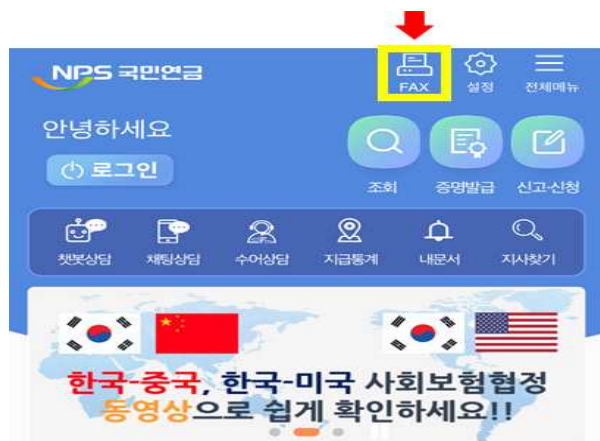 NPS 국민연금
FAX 설정 전체메뉴
안녕하세요
로그인
조회 증명발급 신고·신청
챗봇상담 채팅상담 수어상담 지급통계 내문서 지사찾기
한국-중국, 한국-미국 사회보험협정
동영상으로 쉽게 확인하세요!!